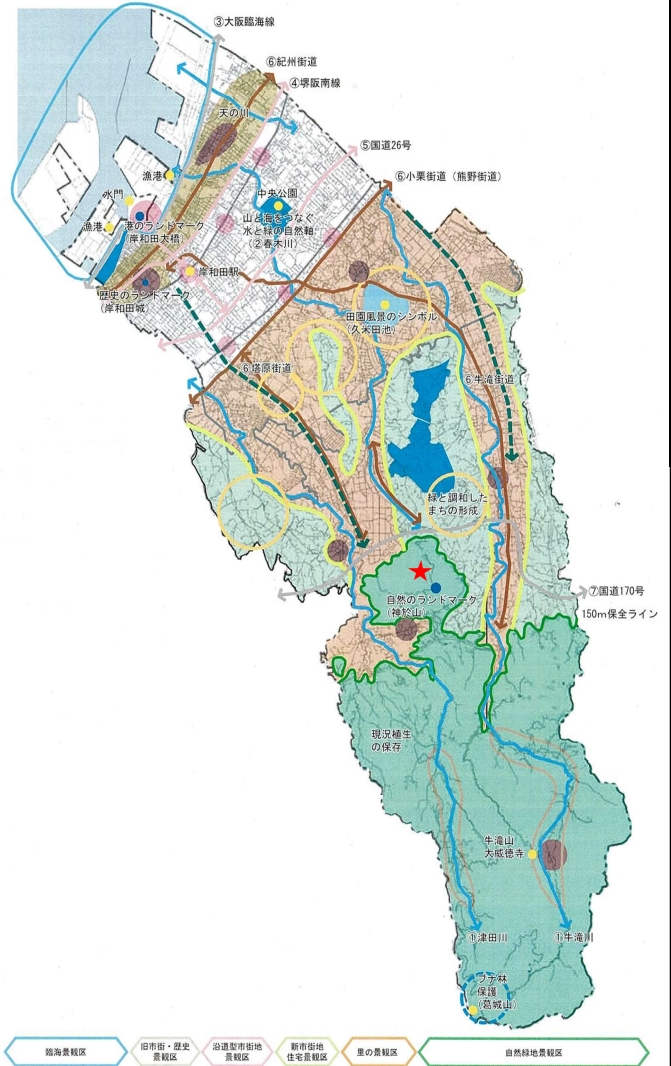 ③大阪臨海線
⑥紀州街道
④堺阪南線
天の川
⑤国道26号
漁港
⑥小栗街道（熊野街道）
水門
中央公園
漁港
港のランドマーク
（岸和田大橋）
山と海をつなぐ
水と緑の自然軸
（②春木川）
岸和田駅
歴史のランドマーク
（岸和田城）
田園風景のシンボル
（久米田池）
⑥塔原街道
⑥牛滝街道
緑と調和した
まちの形成
⑦国道170号
自然のランドマーク
（神於山）
150m保全ライン
現況植生
の保存
牛滝山
大威徳寺
①津田川
①牛滝川
ブナ林
保護
（葛城山）
臨海景観区
旧市街・歴史
景観区
沿道型市街地
景観区
新市街地
住宅景観区
里の景観区
自然緑地景観区